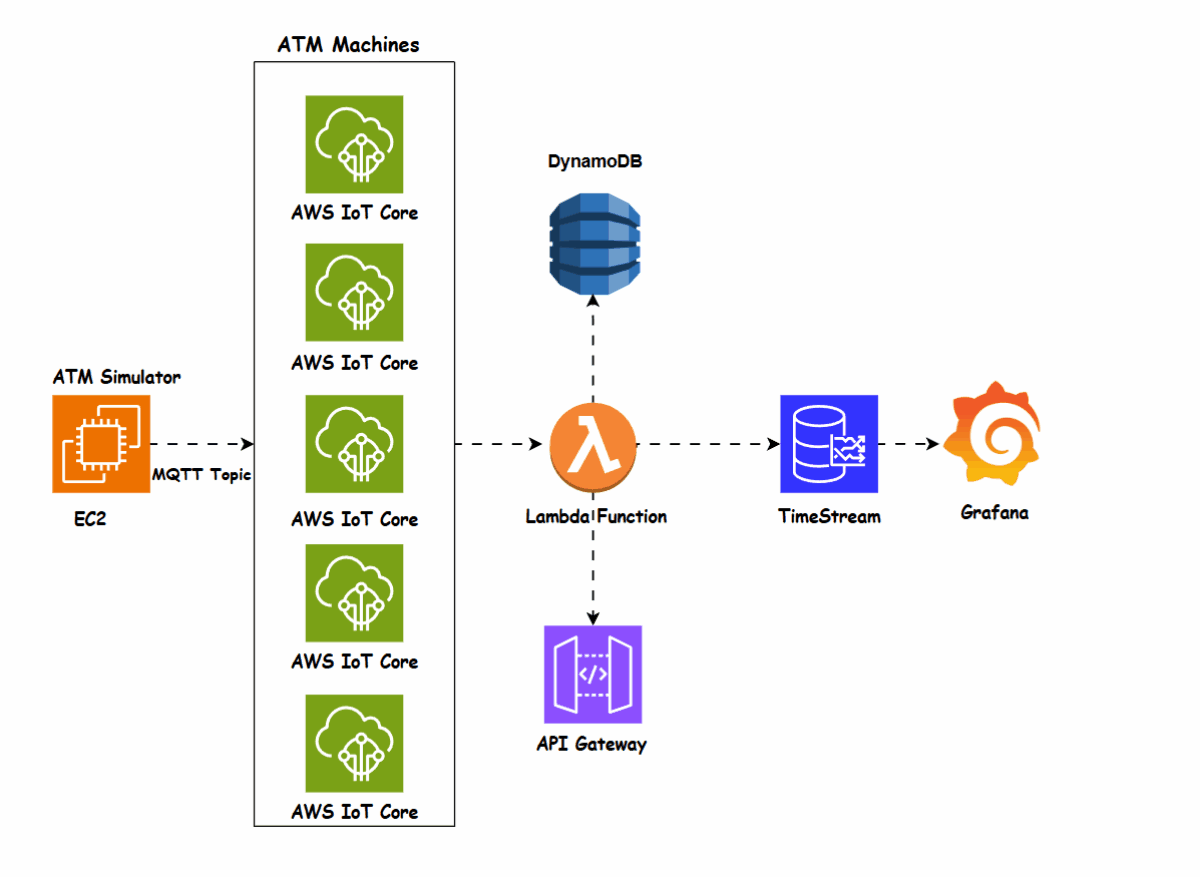 ATM Machines
AWS IoT Core
AWS IoT Core
AWS IoT Core
AWS IoT Core
AWS IoT Core
ATM Simulator
EC2
MQTT Topic
DynamoDB
Lambda Function
</>
API Gateway
TimeStream
Grafana